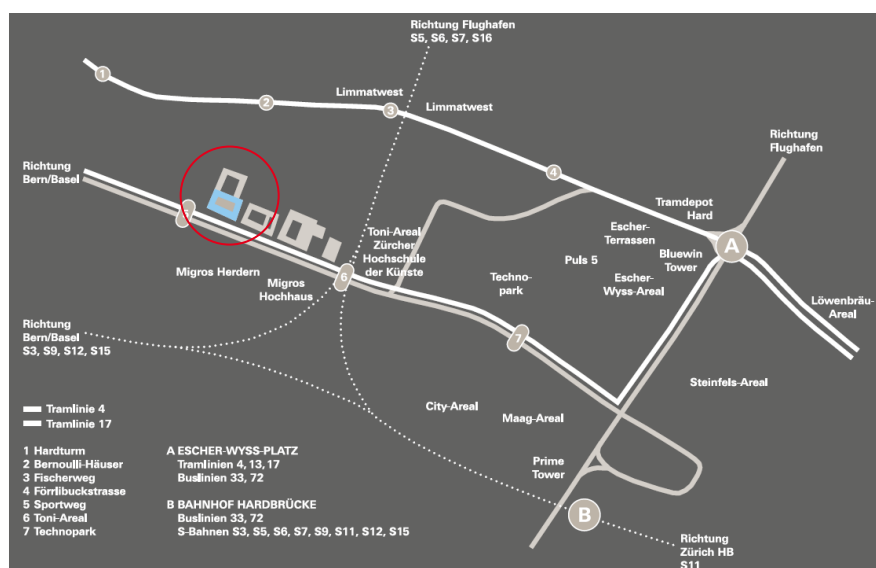 Richtung Flughafen
S5, S6, S7, S16
1
2
Limmatwest
3
Limmatwest
4
Richtung
Flughafen
Richtung
Bern/Basel
Tramdepot
Hard
Escher-
Terrassen
A
Bluewin
Tower
Puls 5
Escher-
Wyss-Areal
Toni-Areal
Zürcher
Hochschule
der Künste
Techno-
park
5
Migros Herdern
Migros
Hochhaus
6
Löwenbräu-
Areal
Richtung
Bern/Basel
S3, S9, S12, S15
7
Steinfels-Areal
City-Areal
Maag-Areal
Prime
Tower
B
Richtung
Zürich HB
S11
Tramlinie 4
Tramlinie 17
1 Hardturm
2 Bernoulli-Häuser
3 Fischerweg
4 Förrlibuckstrasse
5 Sportweg
6 Toni-Areal
7 Technopark
A ESCHER-WYSS-PLATZ
Tramlinien 4, 13, 17
Buslinien 33, 72
B BAHNHOF HARDBRÜCKE
Buslinien 33, 72
S-Bahnen S3, S5, S6, S7, S9, S11, S12, S15